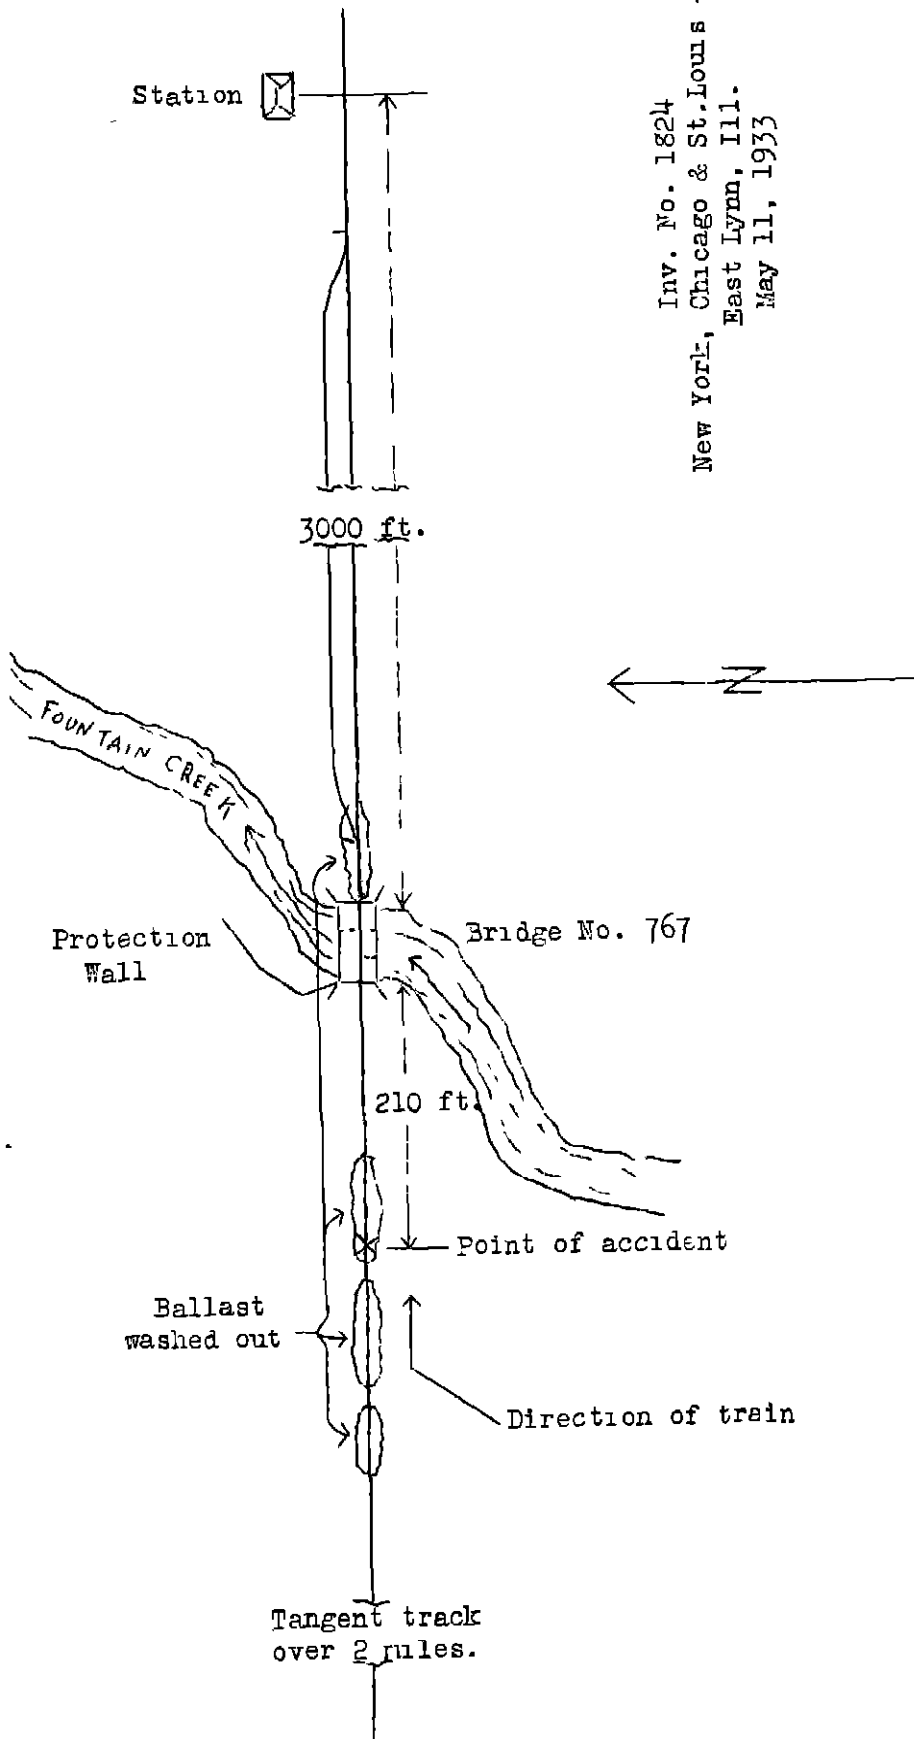 Station
Inv. No. 1824
New York, Chicago & St.Louis -
East Lynn, Ill.
May 11, 1933
3000 ft.
N
FOUNTAIN CREEK
Protection
Wall
Bridge No. 767
210 ft.
Point of accident
Ballast
washed out
Direction of train
Tangent track
over 2 miles.